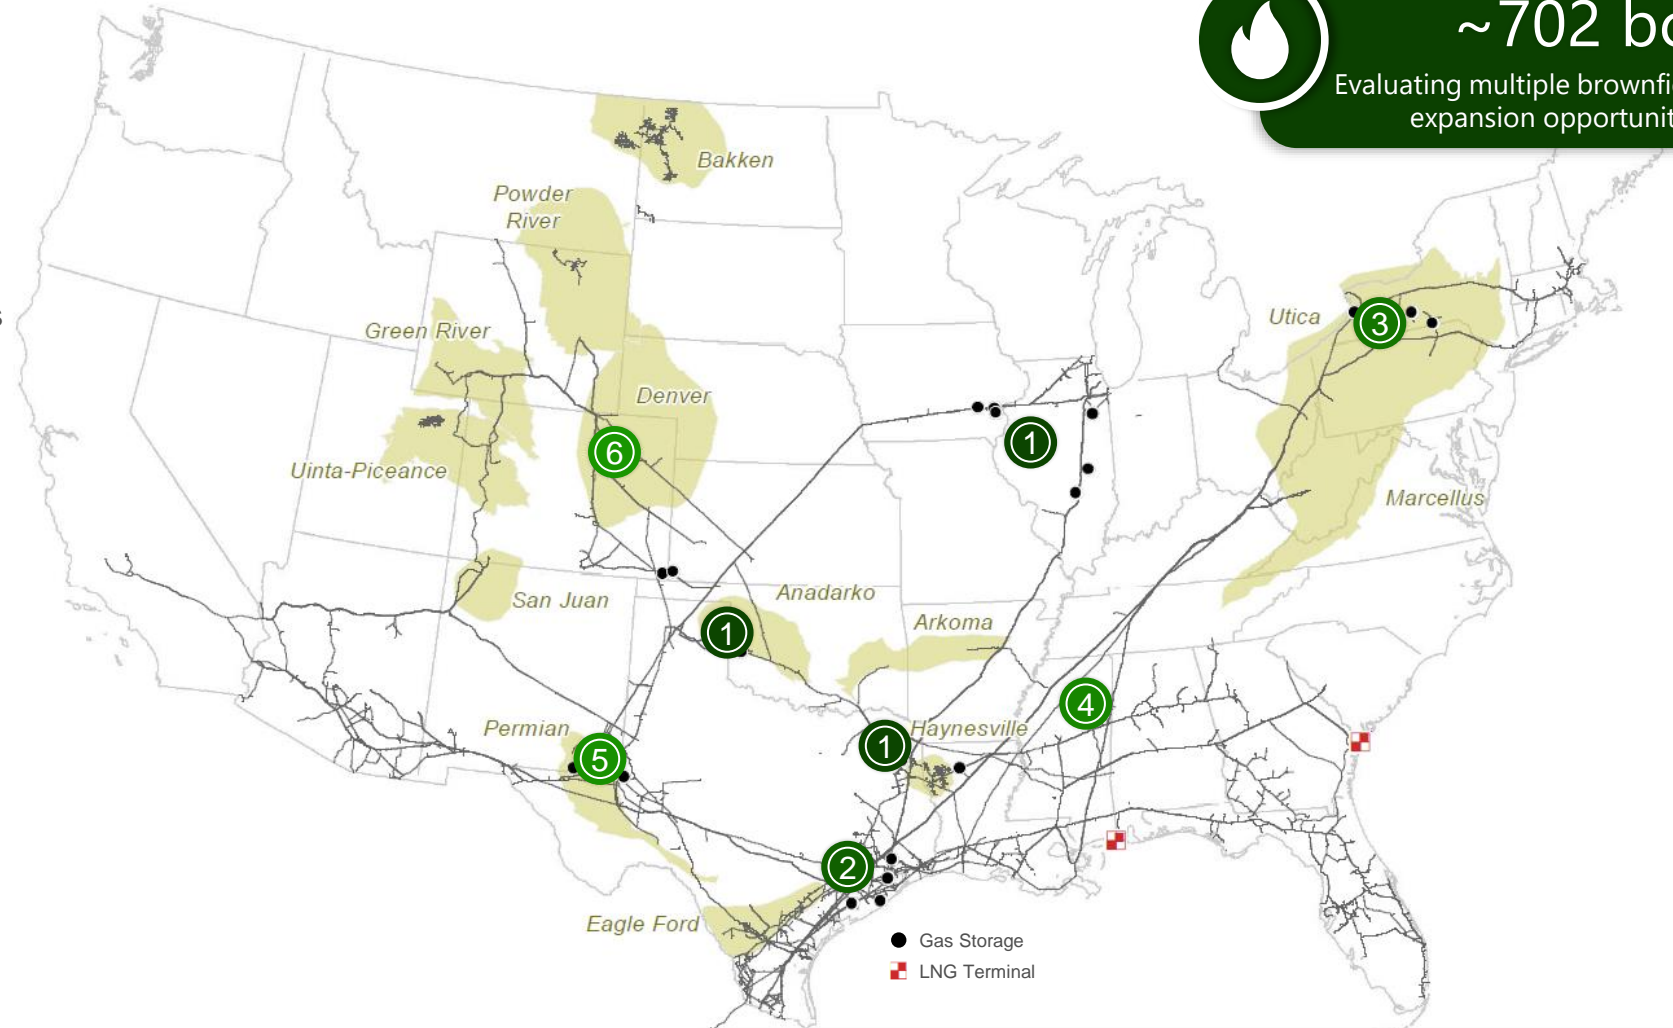 ~702 bc
Evaluating multiple brownfi
expansion opportunit
s
Bakken
Powder
River
Green River
Utica
3
Denver
6
1
Uinta-Piceance
Marcellus
San Juan
Anadarko
1
Arkoma
4
Permian
5
Haynesville
1
2
Eagle Ford
Gas Storage
LNG Terminal